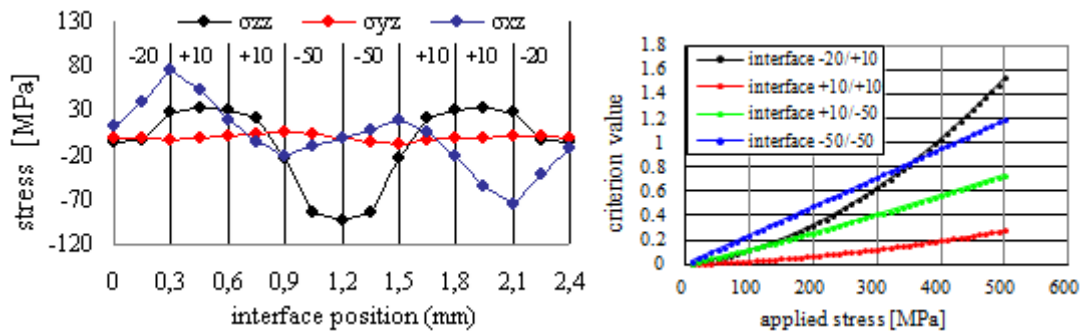 σzz σyz σxz
-20 +10 +10 -50 -50 +10 +10 -20
130
80
30
-20
-70
-120
stress [MPa]
0 0,3 0,6 0,9 1,2 1,5 1,8 2,1 2,4
interface position (mm)
interface -20/+10
interface +10/+10
interface +10/-50
interface -50/-50
1.8
1.6
1.4
1.2
1
0.8
0.6
0.4
0.2
0
criterion value
0 100 200 300 400 500 600
applied stress [MPa]